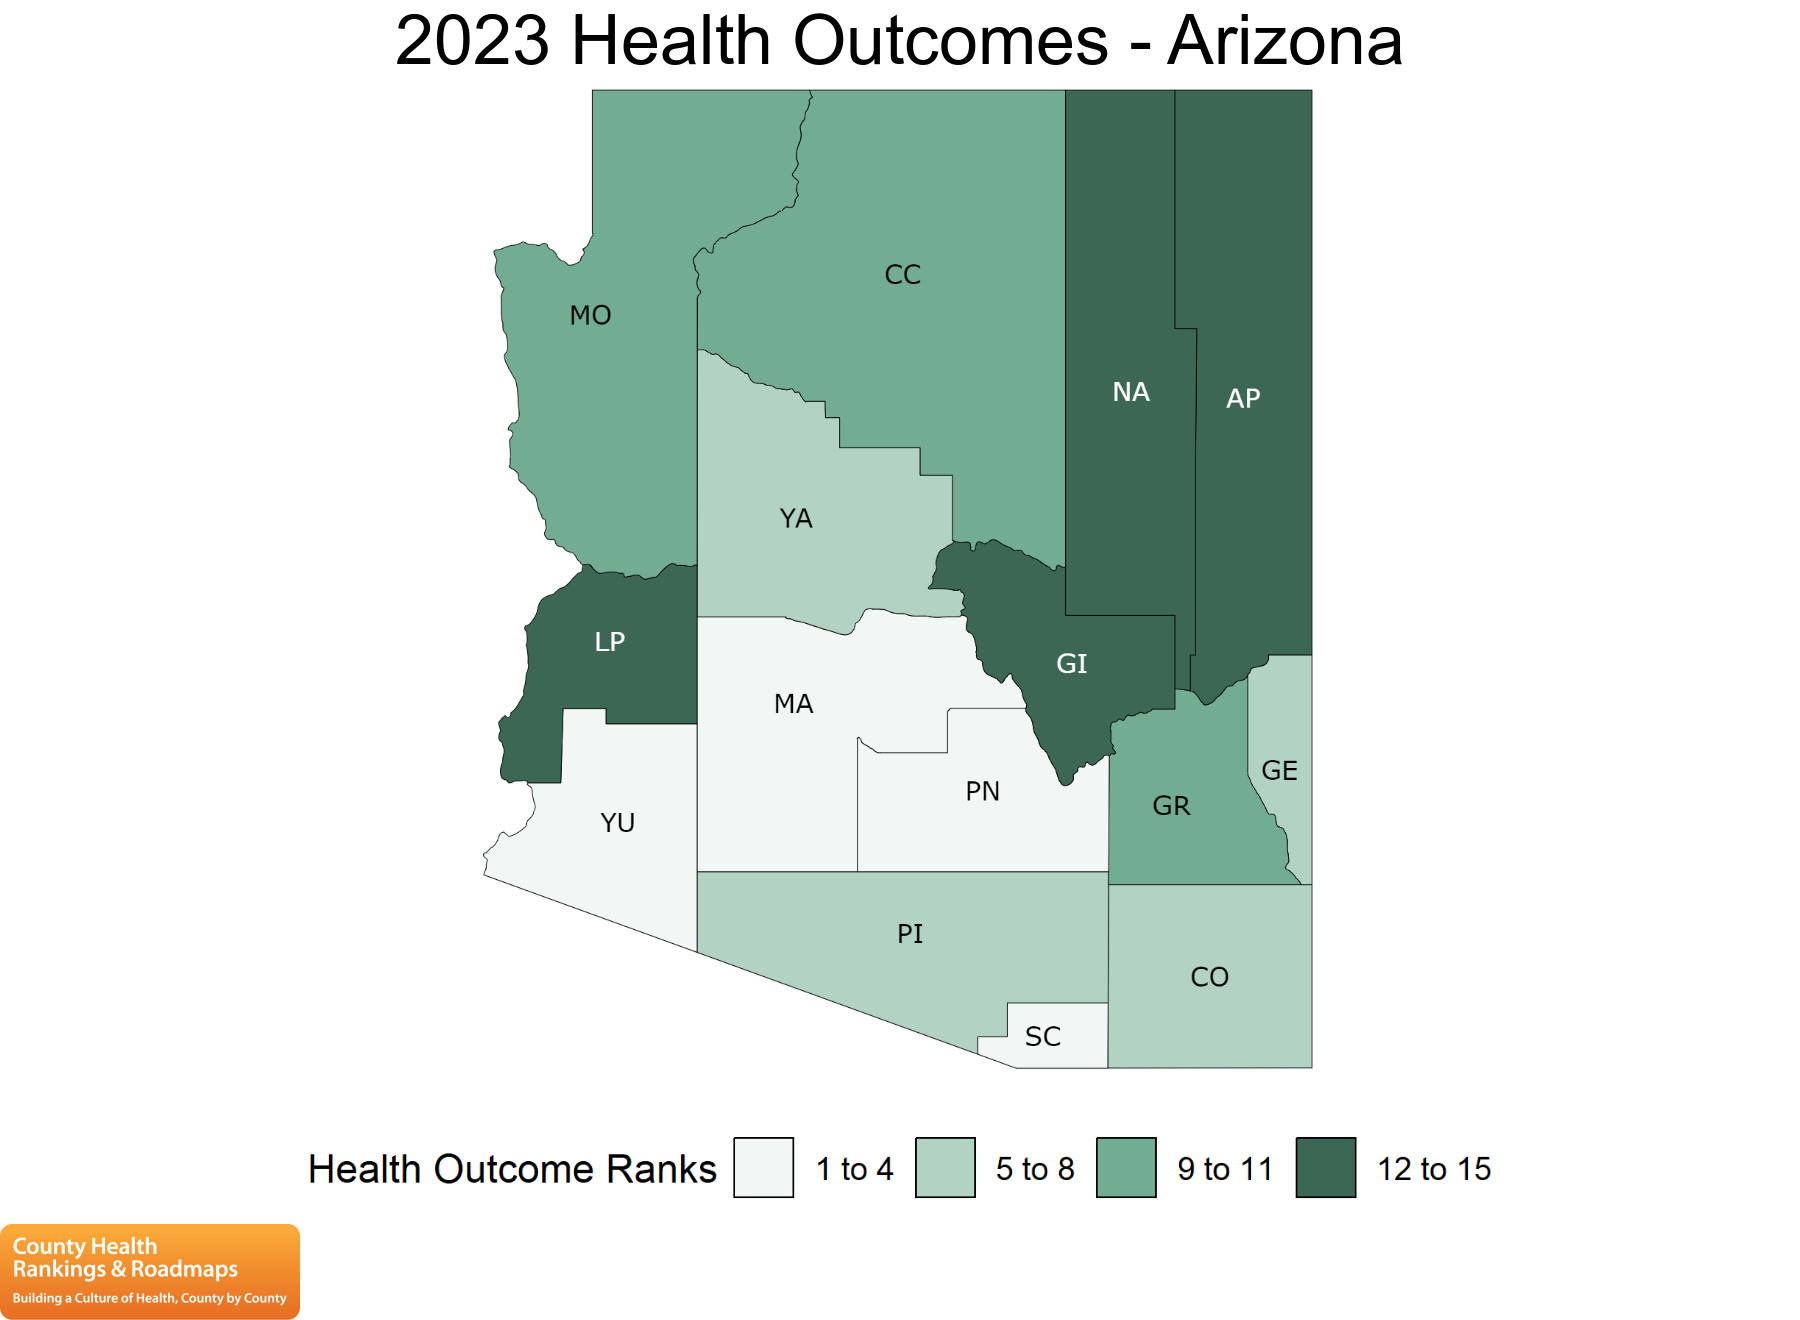 2023 Health Outcomes - Arizona
CC
MO
NA
AP
YA
LP
GI
MA
GE
PN
GR
YU
PI
CO
SC
Health Outcome Ranks 1 to 4 5 to 8 9 to 11 12 to 15
County Health
Rankings & Roadmaps
Building a Culture of Health, County by County